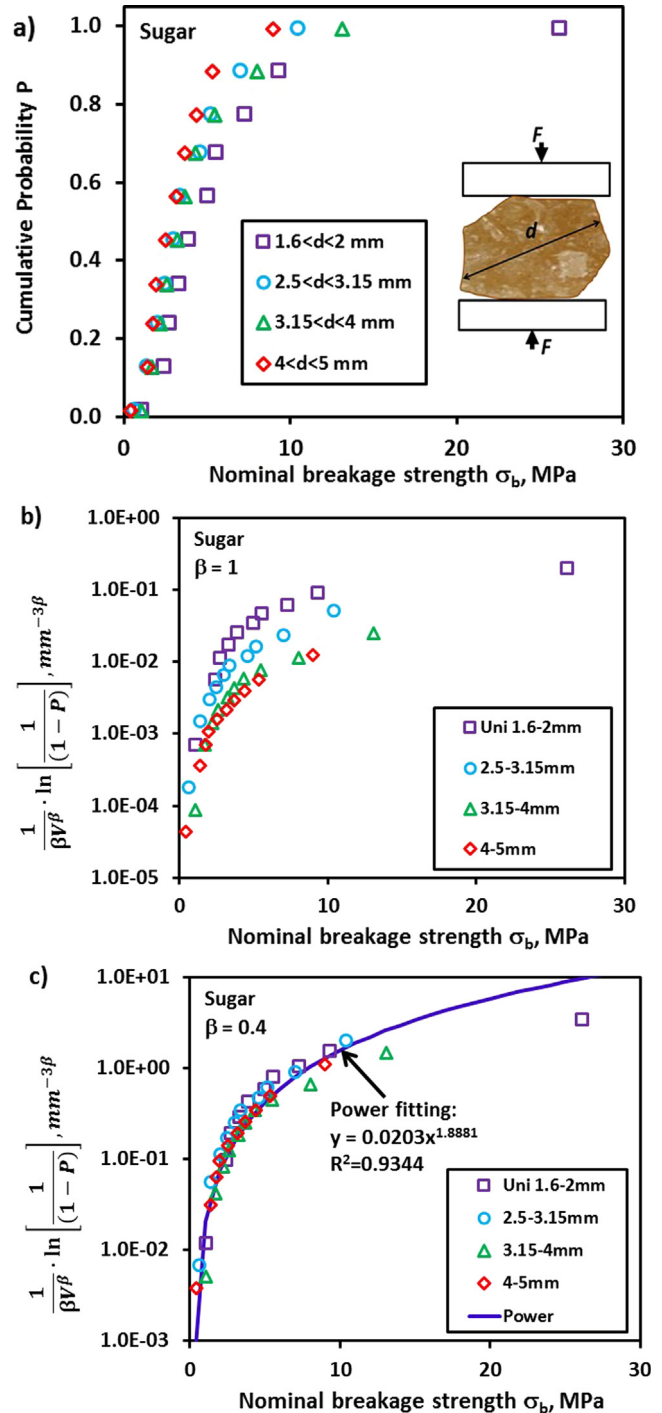 a)
Sugar
Cumulative Probability P
1.0
0.8
0.6
0.4
0.2
0.0
F
d
F
1.6<d<2 mm
2.5<d<3.15 mm
3.15<d<4 mm
4<d<5 mm
0
10
20
30
Nominal breakage strength σb, MPa
b)
1.0E+00
1.0E-01
1.0E-02
1.0E-03
1.0E-04
1.0E-05
Sugar
β = 1
1/(βV^β) · ln[1/(1 − P)], mm^−3β
Uni 1.6-2mm
2.5-3.15mm
3.15-4mm
4-5mm
0
10
20
30
Nominal breakage strength σb, MPa
c)
1.0E+01
1.0E+00
1.0E-01
1.0E-02
1.0E-03
Sugar
β = 0.4
1/(βV^β) · ln[1/(1 − P)], mm^−3β
Power fitting:
y = 0.0203x^1.8881
R²=0.9344
Uni 1.6-2mm
2.5-3.15mm
3.15-4mm
4-5mm
Power
0
10
20
30
Nominal breakage strength σb, MPa